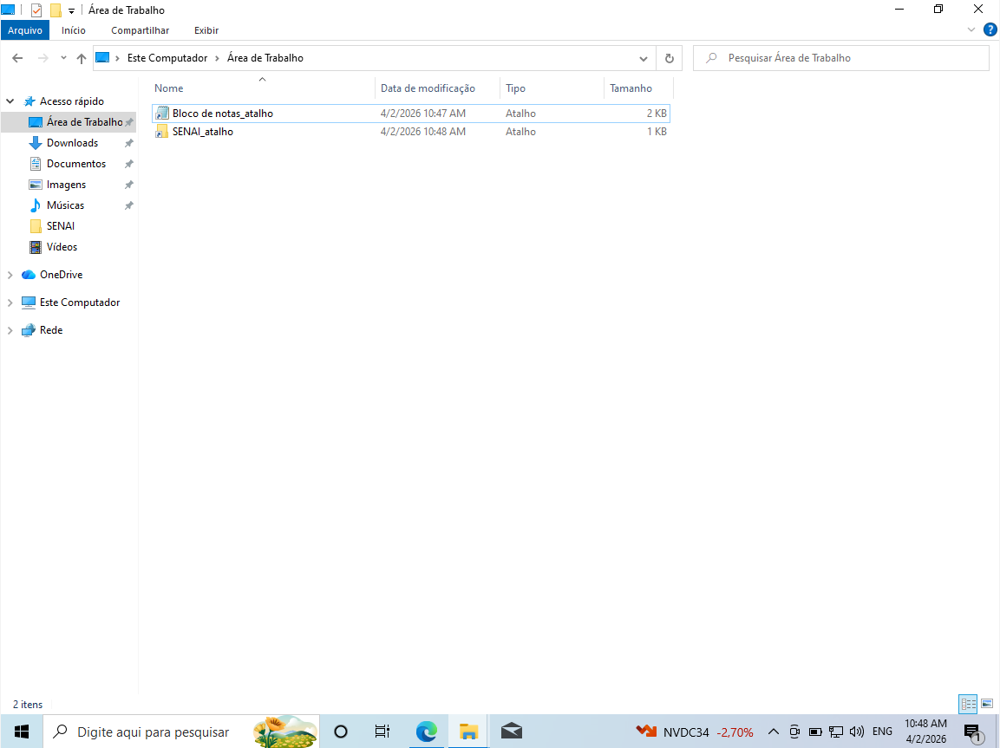 Área de Trabalho
Arquivo Início Compartilhar Exibir ?
Este Computador Área de Trabalho Pesquisar Área de Trabalho
Nome Data de modificação Tipo Tamanho
Acesso rápido
Área de Trabalho
Downloads
Documentos
Imagens
Músicas
SENAI
Vídeos
OneDrive
Este Computador
Rede
Bloco de notas_atalho 4/2/2026 10:47 AM Atalho 2 KB
SENAI_atalho 4/2/2026 10:48 AM Atalho 1 KB
2 itens
Digite aqui para pesquisar NVDC34 -2,70% ENG 10:48 AM
4/2/2026 1